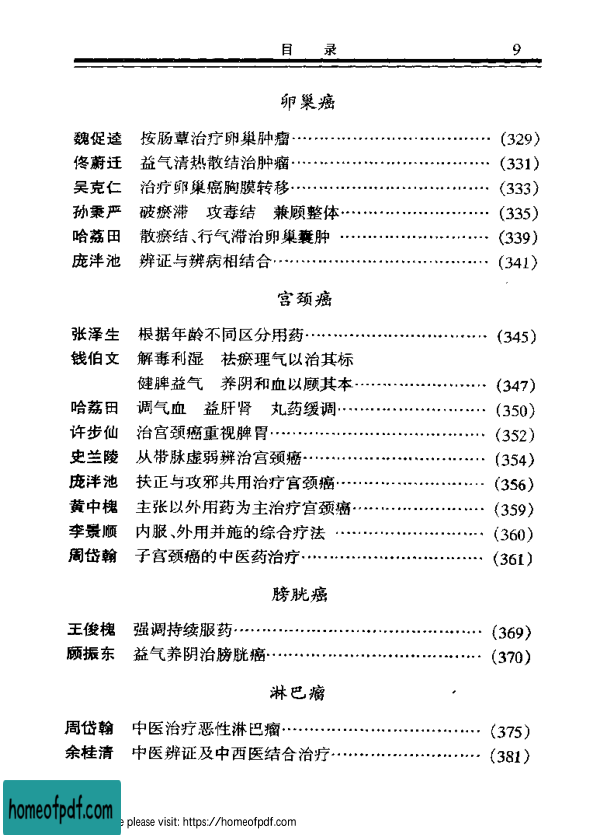 目 录 9
卵巢癌
魏促逵 按肠蕈治疗卵巢肿瘤……………………………(329)
佟蔚迁 益气清热散结治肿瘤……………………………(331)
吴克仁 治疗卵巢癌胸膜转移……………………………(333)
孙秉严 破瘀滞 攻毒结 兼顾整体……………………(335)
哈荔田 散瘀结、行气滞治卵巢囊肿……………………(339)
庞泮池 辨证与辨病相结合………………………………(341)
宫颈癌
张泽生 根据年龄不同区分用药…………………………(345)
钱伯文 解毒利湿 祛瘀理气以治其标
健脾益气 养阴和血以顾其本……………………(347)
哈荔田 调气血 益肝肾 丸药缓调……………………(350)
许步仙 治宫颈癌重视脾胃………………………………(352)
史兰陵 从带脉虚弱辨治宫颈癌…………………………(354)
庞泮池 扶正与攻邪共用治疗宫颈癌……………………(356)
黄中槐 主张以外用药为主治疗宫颈癌…………………(359)
李景顺 内服、外用并施的综合疗法……………………(360)
周岱翰 子宫颈癌的中医药治疗…………………………(361)
膀胱癌
王俊槐 强调持续服药……………………………………(369)
顾振东 益气养阴治膀胱癌………………………………(370)
淋巴瘤
周岱翰 中医治疗恶性淋巴瘤……………………………(375)
余桂清 中医辨证及中西医结合治疗……………………(381)
homeofpdf.com
e please visit: https://homeofpdf.com